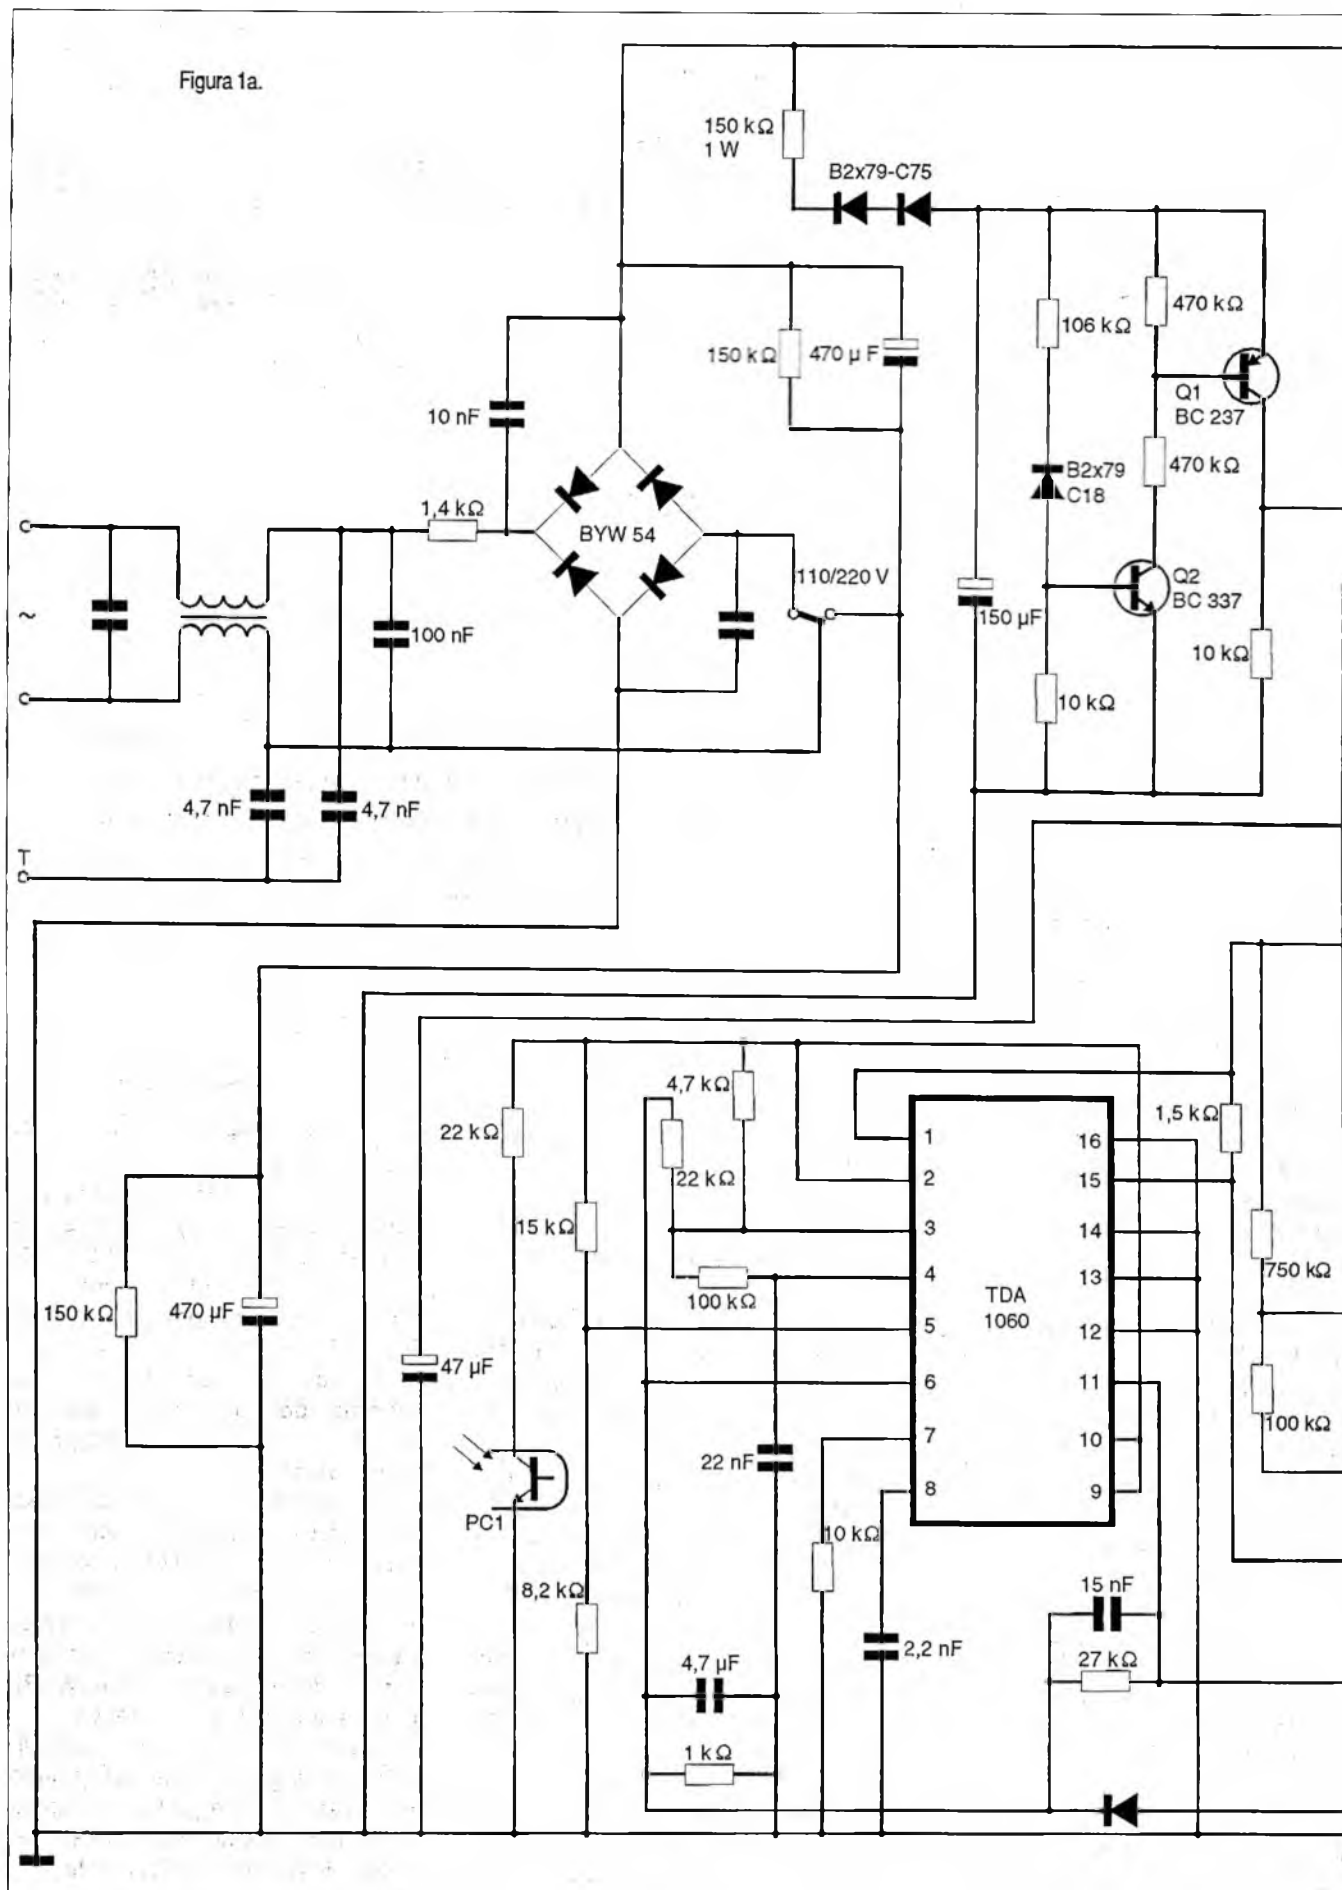 Figura 1a.
150 kΩ
1 W
B2x79-C75
470 kΩ
106 kΩ
150 kΩ
470 µ F
Q1
BC 237
10 nF
470 kΩ
B2x79
C18
1,4 kΩ
BYW 54
110/220 V
Q2
BC 337
~
100 nF
150 µF
10 kΩ
10 kΩ
4,7 nF
4,7 nF
T
4,7 kΩ
22 kΩ
22 kΩ
1,5 kΩ
15 kΩ
100 kΩ
750 kΩ
150 kΩ
470 µF
TDA
1060
1
2
3
4
5
6
7
8
16
15
14
13
12
11
10
9
47 µF
100 kΩ
22 nF
PC1
10 kΩ
8,2 kΩ
15 nF
2,2 nF
27 kΩ
4,7 µF
1 kΩ